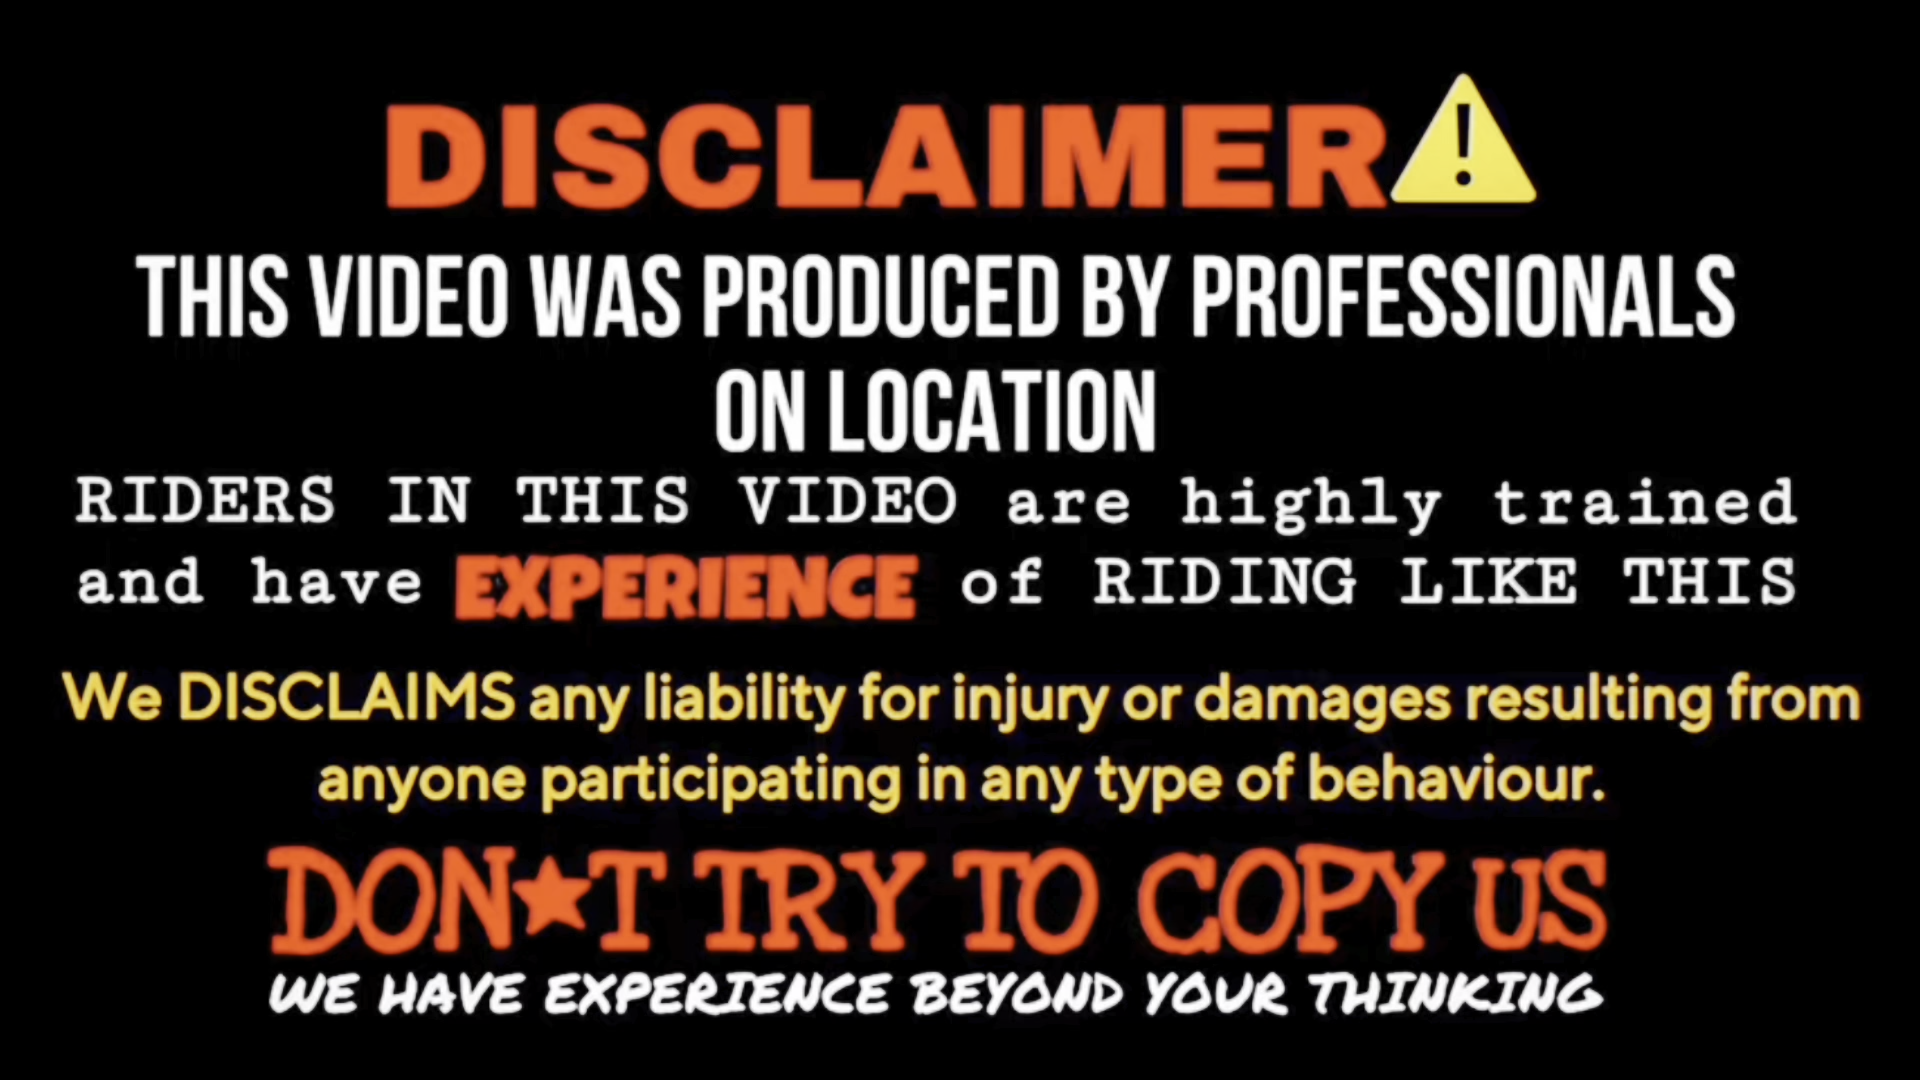 DISCLAIMER⚠️
THIS VIDEO WAS PRODUCED BY PROFESSIONALS
ON LOCATION
RIDERS IN THIS VIDEO are highly trained
and have EXPERIENCE of RIDING LIKE THIS
We DISCLAIMS any liability for injury or damages resulting from
anyone participating in any type of behaviour.
DON★T TRY TO COPY US
WE HAVE EXPERIENCE BEYOND YOUR THINKING